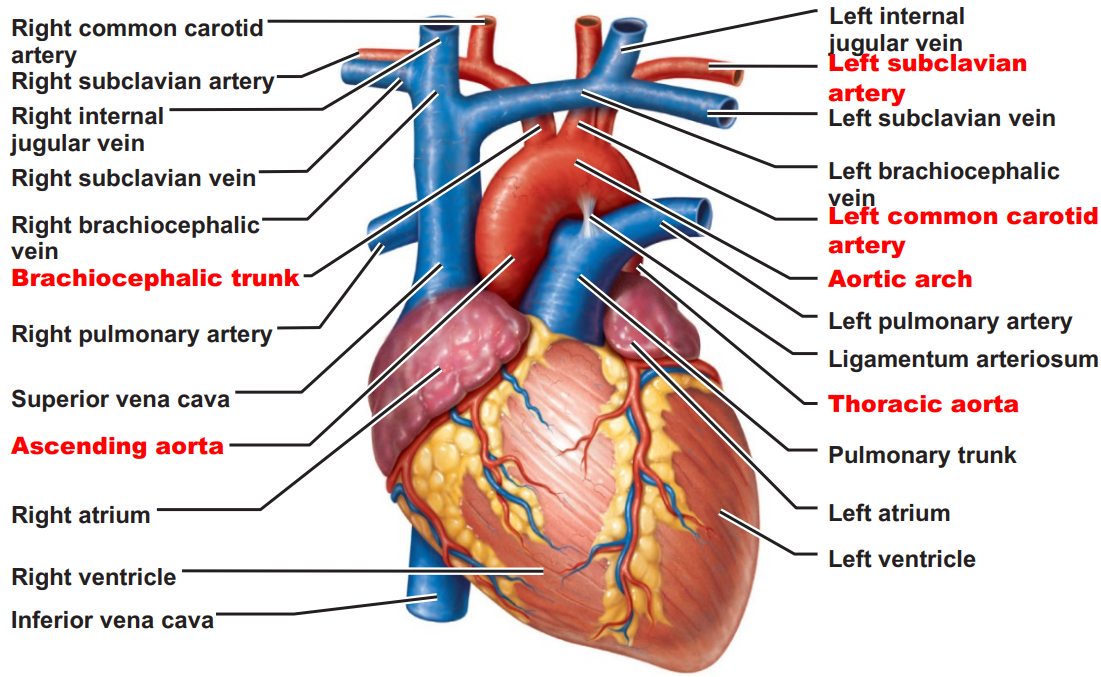 Right common carotid
artery
Right subclavian artery
Right internal
jugular vein
Right subclavian vein
Right brachiocephalic
vein
Brachiocephalic trunk
Right pulmonary artery
Superior vena cava
Ascending aorta
Right atrium
Right ventricle
Inferior vena cava
Left internal
jugular vein
Left subclavian
artery
Left subclavian vein
Left brachiocephalic
vein
Left common carotid
artery
Aortic arch
Left pulmonary artery
Ligamentum arteriosum
Thoracic aorta
Pulmonary trunk
Left atrium
Left ventricle